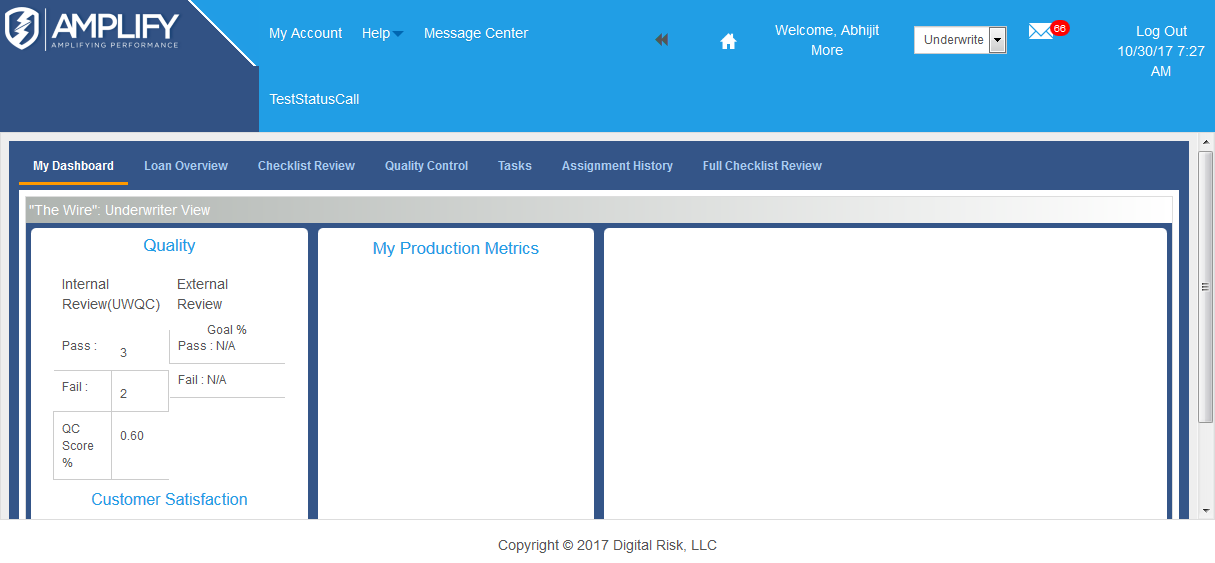 AMPLIFY
AMPLIFYING PERFORMANCE
My Account
Help
Message Center
Welcome, Abhijit
More
Underwrite
66
Log Out
10/30/17 7:27
AM
TestStatusCall
My Dashboard
Loan Overview
Checklist Review
Quality Control
Tasks
Assignment History
Full Checklist Review
"The Wire": Underwriter View
Quality
Internal
Review(UWQC)
External
Review
Goal %
Pass :
3
Pass : N/A
Fail :
2
Fail : N/A
QC
Score
%
0.60
Customer Satisfaction
My Production Metrics
Copyright © 2017 Digital Risk, LLC